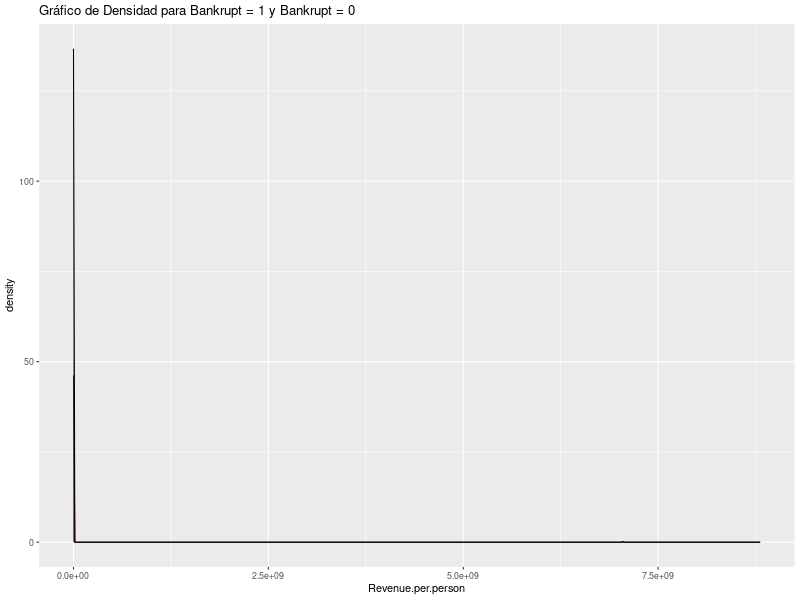 Gráfico de Densidad para Bankrupt = 1 y Bankrupt = 0
density
100
50
0
0.0e+00 2.5e+09 5.0e+09 7.5e+09
Revenue.per.person